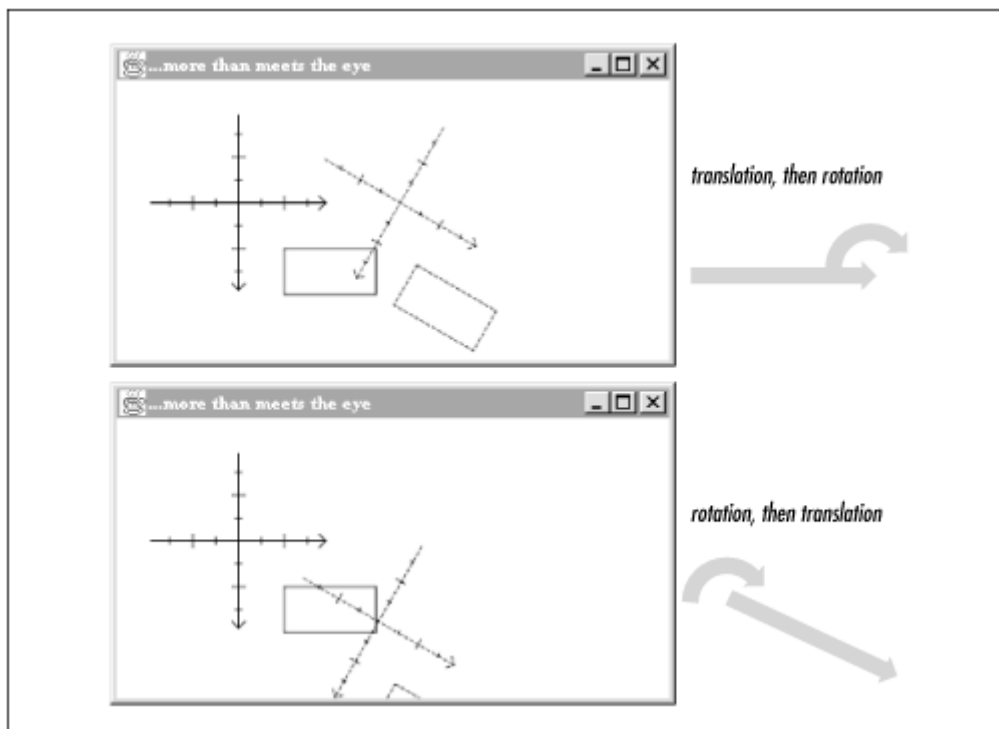 ...more than meets the eye
translation, then rotation
...more than meets the eye
rotation, then translation